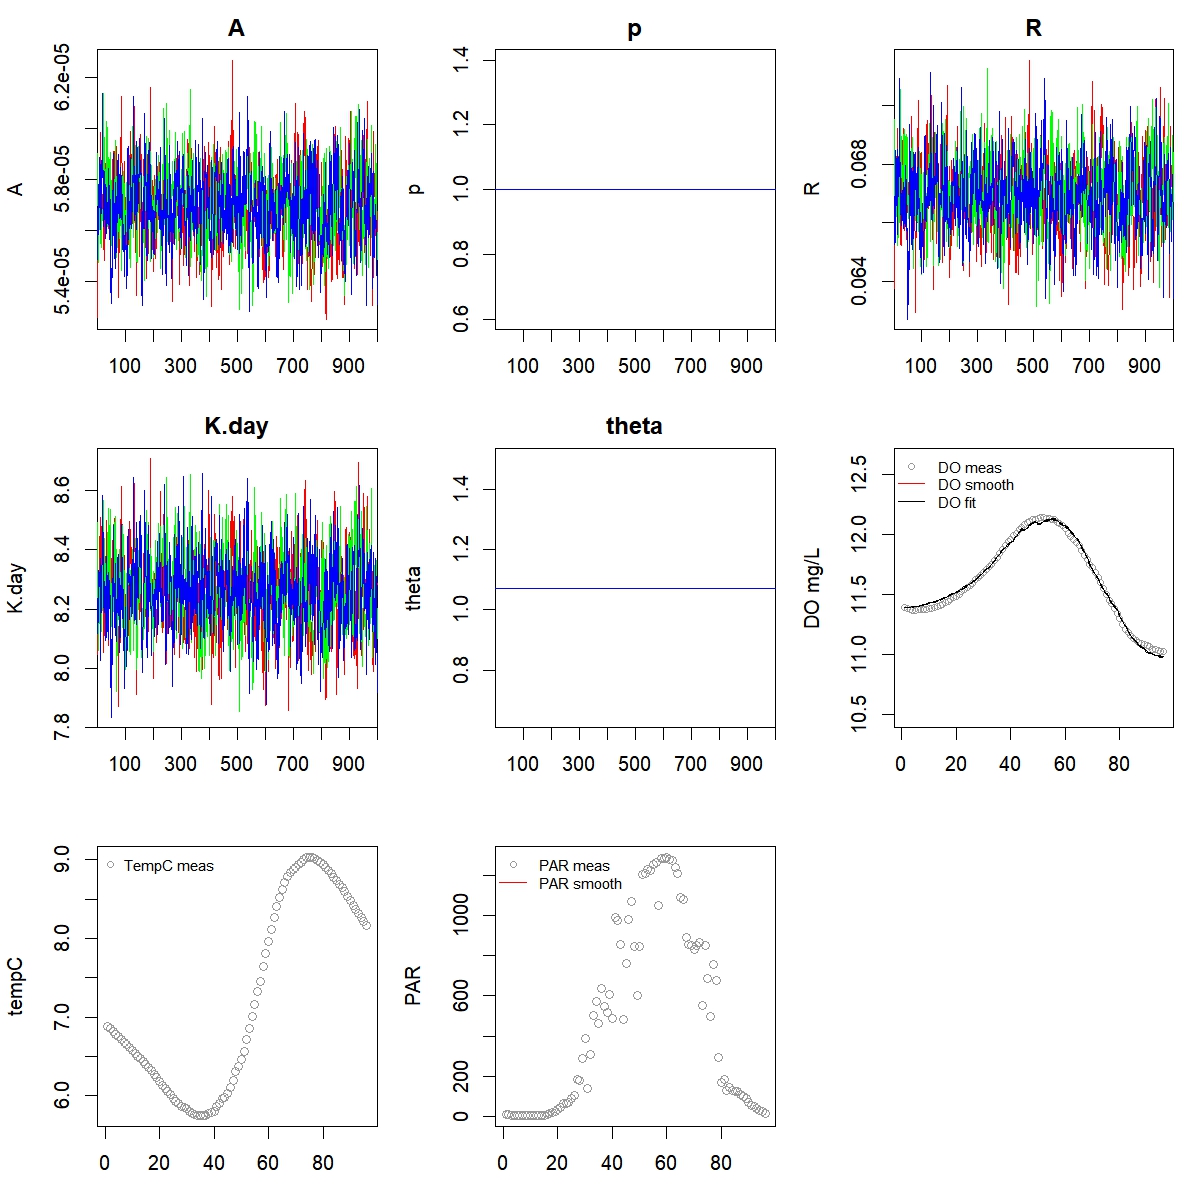 A
p
R
A
5.4e-05 5.8e-05 6.2e-05
p
0.6 0.8 1.0 1.2 1.4
R
0.064 0.068
100 300 500 700 900
100 300 500 700 900
100 300 500 700 900
K.day
theta
K.day
7.8 8.0 8.2 8.4 8.6
theta
0.8 1.0 1.2 1.4
DO mg/L
10.5 11.0 11.5 12.0 12.5
DO meas
DO smooth
DO fit
100 300 500 700 900
100 300 500 700 900
0 20 40 60 80
tempC
6.0 7.0 8.0 9.0
TempC meas
PAR
0 200 600 1000
PAR meas
PAR smooth
0 20 40 60 80
0 20 40 60 80